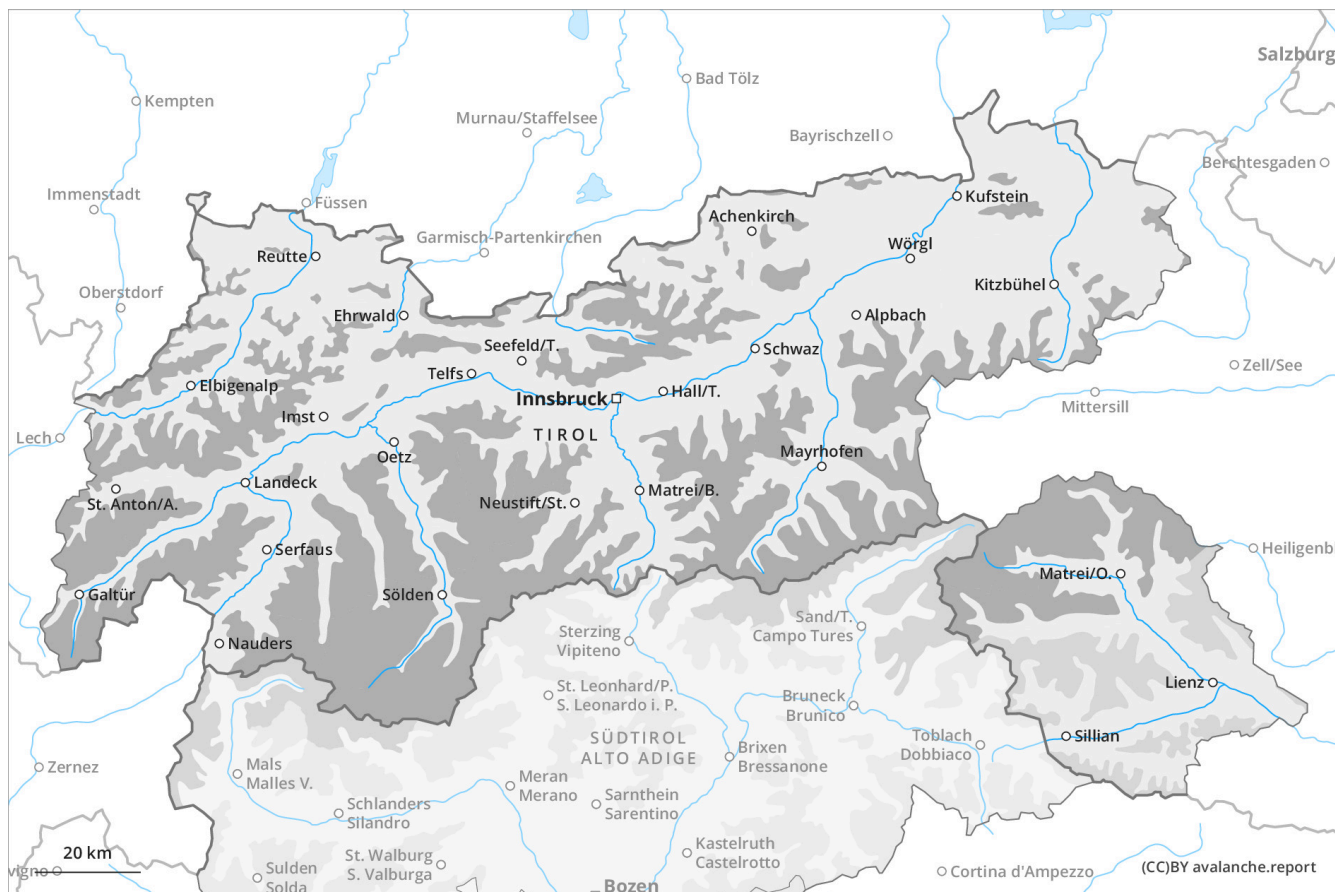 Salzburg
Bad Tölz
Kempten
Murnau/Staffelsee
Bayrischzell
Berchtesgaden
Immenstadt
Füssen
Kufstein
Achenkirch
Garmisch-Partenkirchen
Wörgl
Reutte
Oberstdorf
Kitzbühel
Ehrwald
Alpbach
Seefeld/T.
Schwaz
Zell/See
Telfs
Elbigenalp
Hall/T.
Innsbruck
Mittersill
Imst
TIROL
Lech
Oetz
Mayrhofen
Landeck
Matrei/B.
St. Anton/A.
Neustift/St.
Serfaus
Heiligenb
Matrei/O.
Galtür
Sölden
Sand/T.
Campo Tures
Sterzing
Vipiteno
Nauders
Lienz
St. Leonhard/P.
S. Leonardo i. P.
Bruneck
Brunico
Toblach
Dobbiaco
Sillian
SÜDTIROL
ALTO ADIGE
Brixen
Bressanone
Zernez
Mals
Malles V.
Meran
Merano
Sarnthein
Sarentino
Schlanders
Silandro
Kastelruth
Castelrotto
20 km
St. Walburg
S. Valburga
vigno
Sulden
Solda
Cortina d'Ampezzo
(CC)BY avalanche.report
Bozen